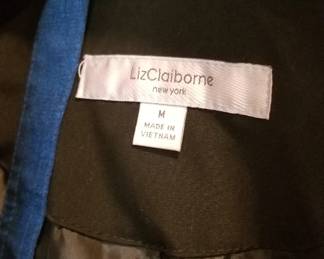 LizClaiborne
new york
M
MADE IN
VIETNAM